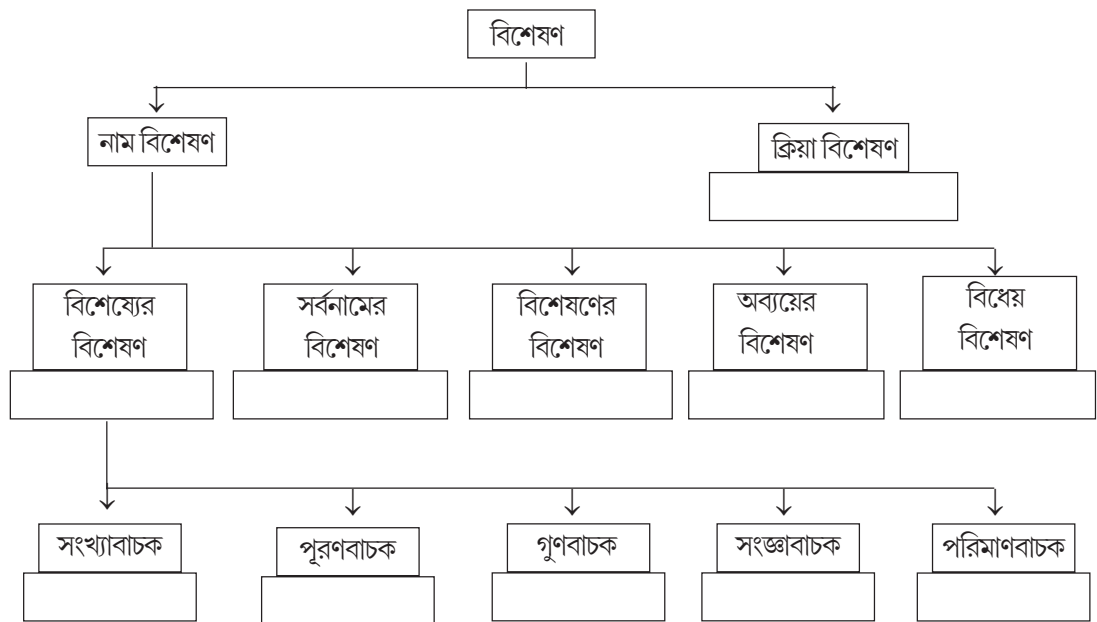 বিশেষণ
নাম বিশেষণ
ক্রিয়া বিশেষণ
বিশেষ্যের
বিশেষণ
সর্বনামের
বিশেষণ
বিশেষণের
বিশেষণ
অব্যয়ের
বিশেষণ
বিধেয়
বিশেষণ
সংখ্যাবাচক
পূরণবাচক
গুণবাচক
সংজ্ঞাবাচক
পরিমাণবাচক